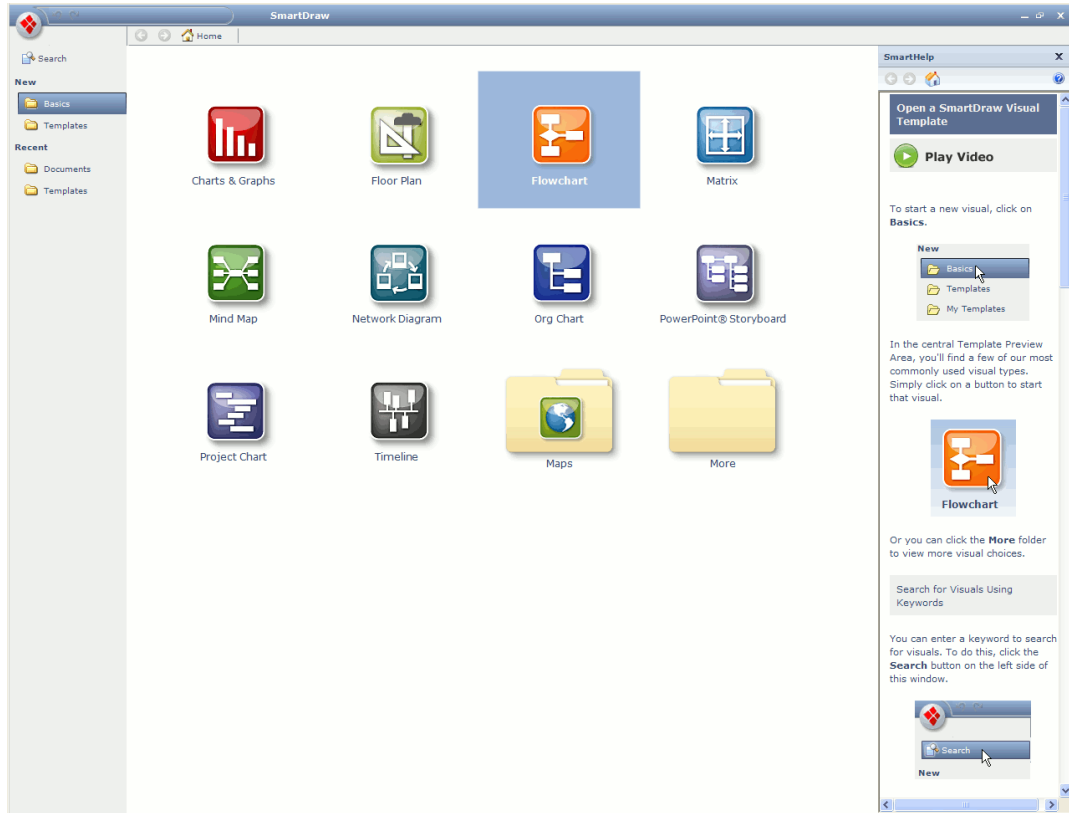 SmartDraw
Home
Search
New
Basics
Templates
Recent
Documents
Templates
Charts & Graphs
Floor Plan
Flowchart
Matrix
Mind Map
Network Diagram
Org Chart
PowerPoint® Storyboard
Project Chart
Timeline
Maps
More
SmartHelp
Open a SmartDraw Visual
Template
Play Video
To start a new visual, click on
Basics.
New
Basics
Templates
My Templates
In the central Template Preview
Area, you'll find a few of our most
commonly used visual types.
Simply click on a button to start
that visual.
Flowchart
Or you can click the More folder
to view more visual choices.
Search for Visuals Using
Keywords
You can enter a keyword to search
for visuals. To do this, click the
Search button on the left side of
this window.
Search
New